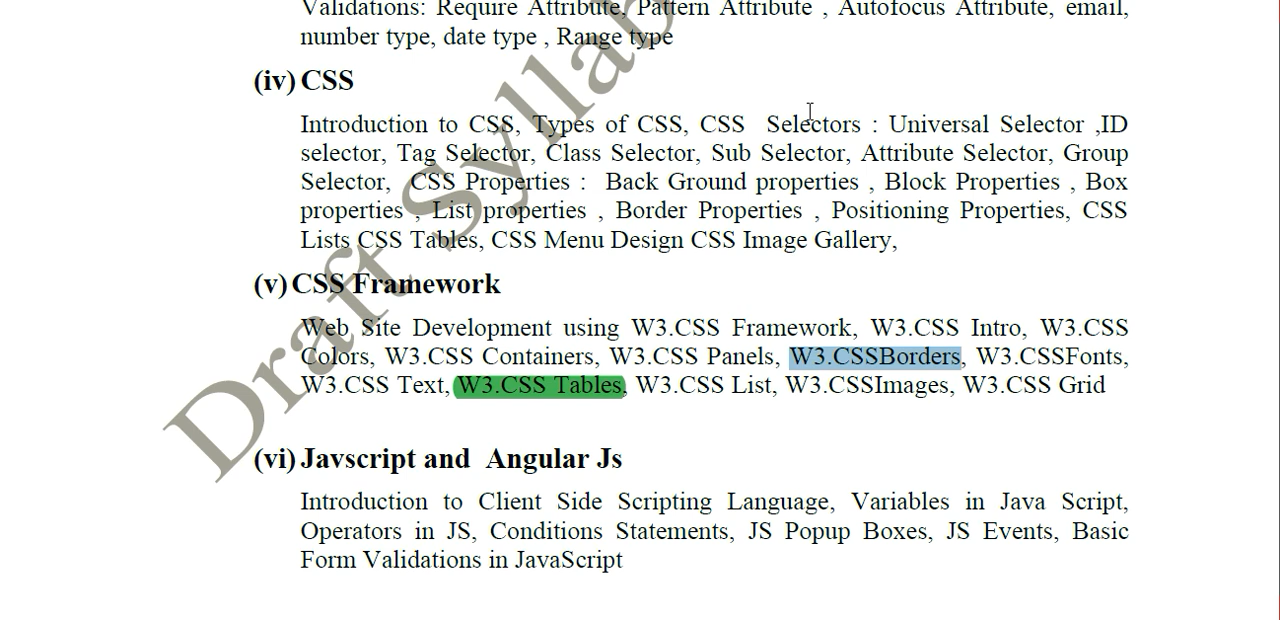 Validations: Require Attribute, Pattern Attribute , Autofocus Attribute, email,
number type, date type , Range type
(iv) CSS
Introduction to CSS, Types of CSS, CSS Selectors : Universal Selector ,ID
selector, Tag Selector, Class Selector, Sub Selector, Attribute Selector, Group
Selector, CSS Properties : Back Ground properties , Block Properties , Box
properties , List properties , Border Properties , Positioning Properties, CSS
Lists CSS Tables, CSS Menu Design CSS Image Gallery,
(v) CSS Framework
Web Site Development using W3.CSS Framework, W3.CSS Intro, W3.CSS
Colors, W3.CSS Containers, W3.CSS Panels, W3.CSSBorders, W3.CSSFonts,
W3.CSS Text, W3.CSS Tables, W3.CSS List, W3.CSSImages, W3.CSS Grid
(vi) Javscript and Angular Js
Introduction to Client Side Scripting Language, Variables in Java Script,
Operators in JS, Conditions Statements, JS Popup Boxes, JS Events, Basic
Form Validations in JavaScript
Draft Syllab